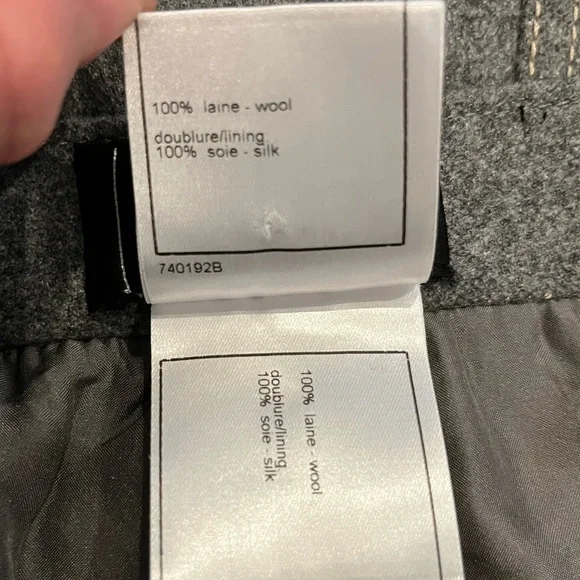 100% laine - wool
doublure/lining
100% soie - silk
740192B
100% laine - wool
doublure/lining
100% soie - silk